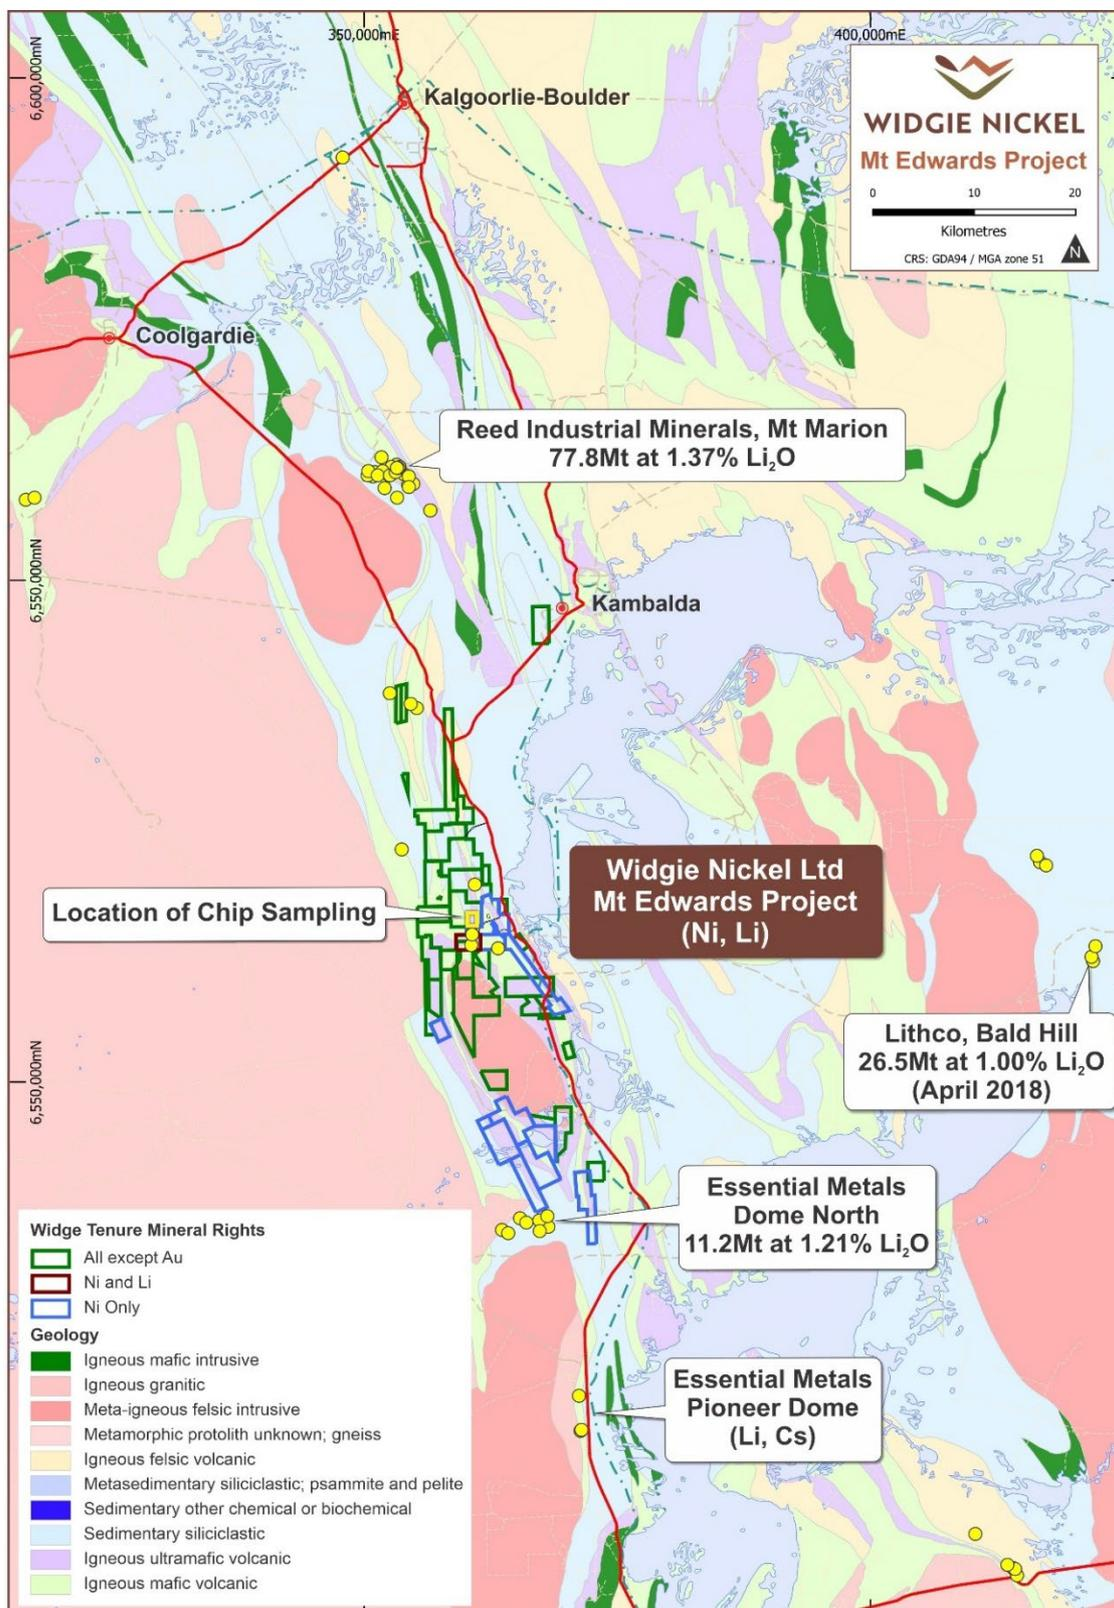 350,000mE
400,000mE
6,600,000mN
Kalgoorlie-Boulder
WIDGIE NICKEL
Mt Edwards Project
0 10 20
Kilometres
CRS: GDA94 / MGA zone 51
N
Coolgardie
Reed Industrial Minerals, Mt Marion
77.8Mt at 1.37% Li₂O
6,550,000mN
Kambalda
Widgie Nickel Ltd
Mt Edwards Project
(Ni, Li)
Location of Chip Sampling
Lithco, Bald Hill
26.5Mt at 1.00% Li₂O
(April 2018)
6,550,000mN
Essential Metals
Dome North
11.2Mt at 1.21% Li₂O
Essential Metals
Pioneer Dome
(Li, Cs)
Widge Tenure Mineral Rights
All except Au
Ni and Li
Ni Only
Geology
Igneous mafic intrusive
Igneous granitic
Meta-igneous felsic intrusive
Metamorphic protolith unknown; gneiss
Igneous felsic volcanic
Metasedimentary siliciclastic; psammite and pelite
Sedimentary other chemical or biochemical
Sedimentary siliciclastic
Igneous ultramafic volcanic
Igneous mafic volcanic